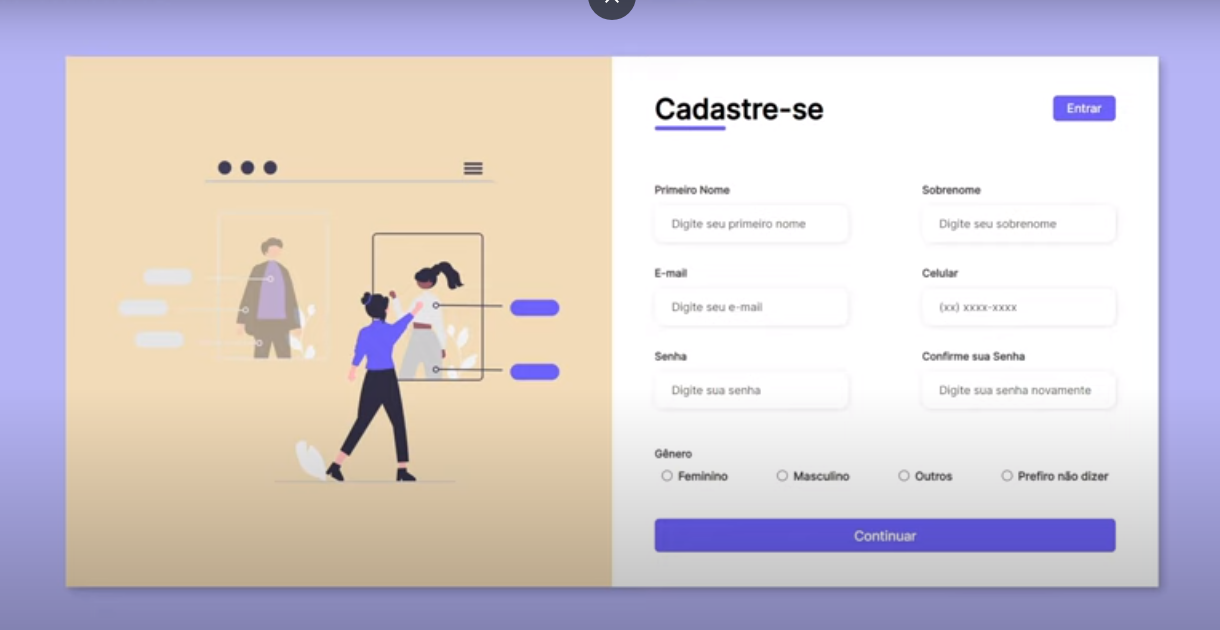 Cadastre-se
Entrar
Primeiro Nome
Sobrenome
Digite seu primeiro nome
Digite seu sobrenome
E-mail
Celular
Digite seu e-mail
(xx) xxxx-xxxx
Senha
Confirme sua Senha
Digite sua senha
Digite sua senha novamente
Gênero
Feminino
Masculino
Outros
Prefiro não dizer
Continuar